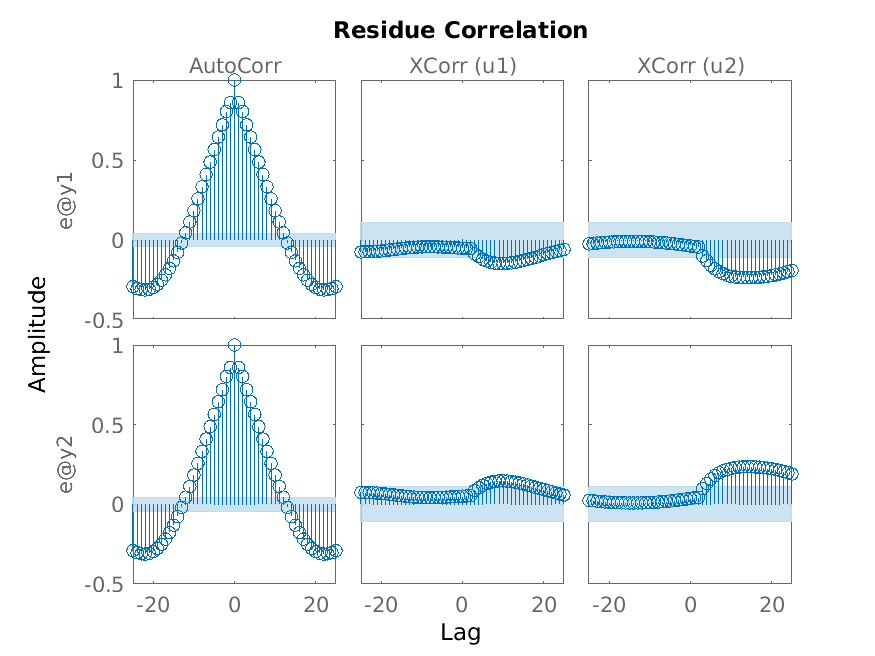 Residue Correlation
AutoCorr
XCorr (u1)
XCorr (u2)
Amplitude
e@y1
1
0.5
0
-0.5
e@y2
1
0.5
0
-0.5
-20 0 20
-20 0 20
-20 0 20
Lag